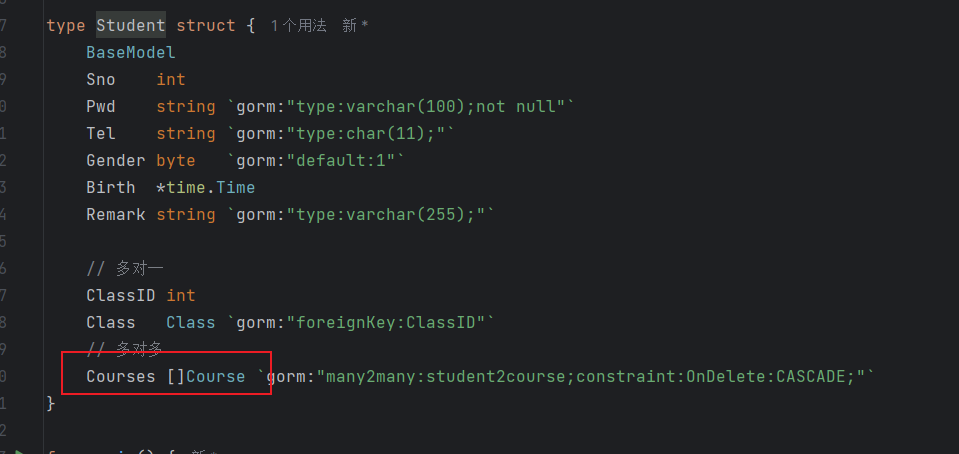 7 type Student struct { 1个用法 新 *
8 BaseModel
9 Sno int
0 Pwd string `gorm:"type:varchar(100);not null"`
1 Tel string `gorm:"type:char(11);"`
2 Gender byte `gorm:"default:1"`
3 Birth *time.Time
4 Remark string `gorm:"type:varchar(255);"`
5
6 // 多对一
7 ClassID int
8 Class Class `gorm:"foreignKey:ClassID"`
9 // 多对多
0 Courses []Course `gorm:"many2many:student2course;constraint:OnDelete:CASCADE;"`
1 }
2